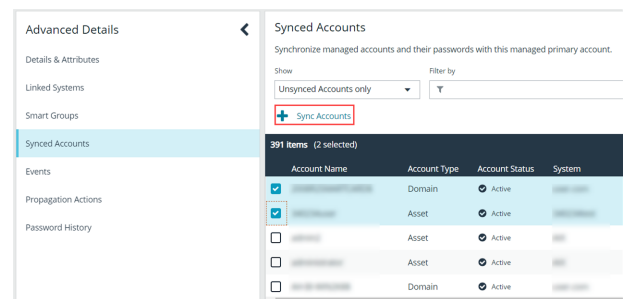 Advanced Details
Details & Attributes
Linked Systems
Smart Groups
Synced Accounts
Events
Propagation Actions
Password History
Synced Accounts
Synchronize managed accounts and their passwords with this managed primary account.
Show
Filter by
Unsynced Accounts only
Sync Accounts
391 items (2 selected)
Account Name Account Type Account Status System
Domain Active
Asset Active
Asset Active
Asset Active
Domain Active